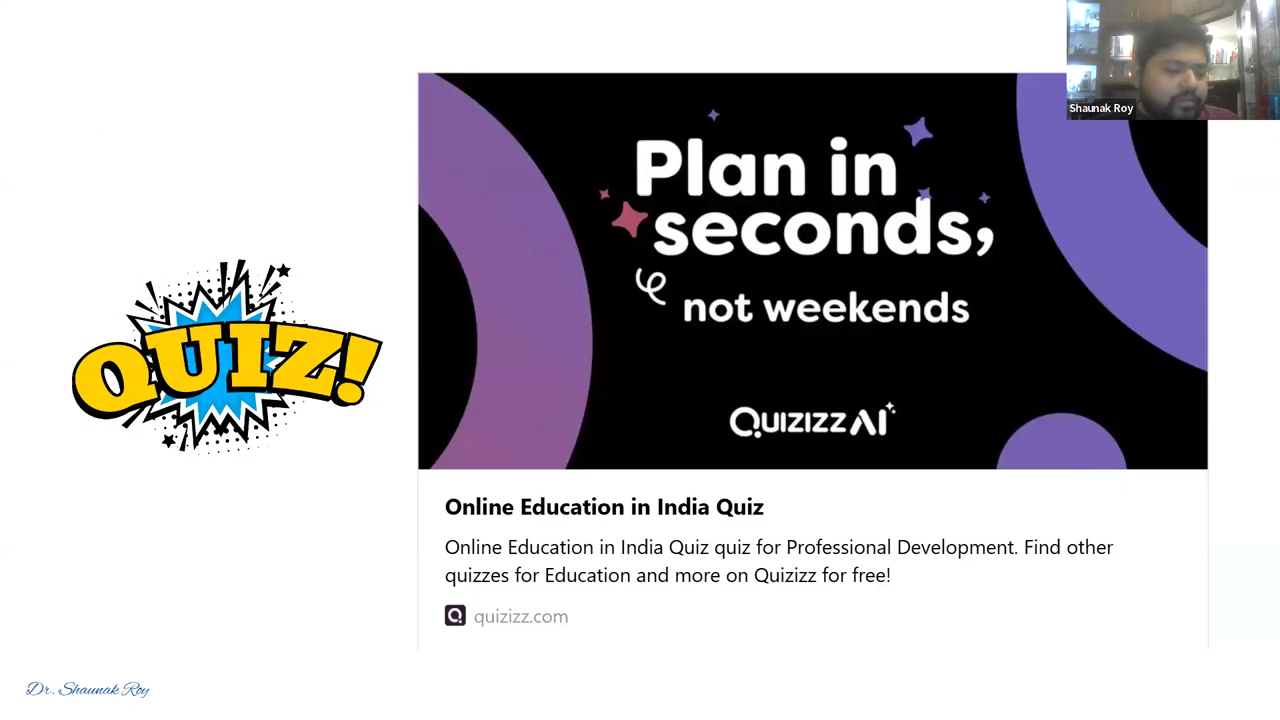 Shaunak Roy
Plan in
seconds,
not weekends
QUIZIZZ AI
QUIZ!
Online Education in India Quiz
Online Education in India Quiz quiz for Professional Development. Find other
quizzes for Education and more on Quizizz for free!
quizizz.com
Dr. Shaunak Roy